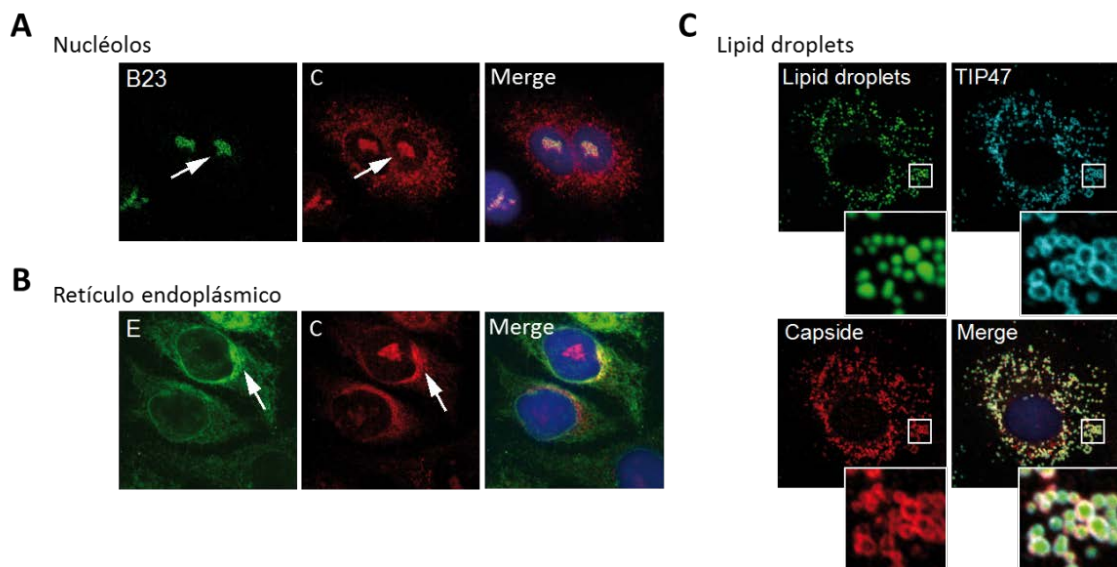 A
Nucléolos
B23
C
Merge
B
Retículo endoplásmico
E
C
Merge
C
Lipid droplets
Lipid droplets
TIP47
Capside
Merge